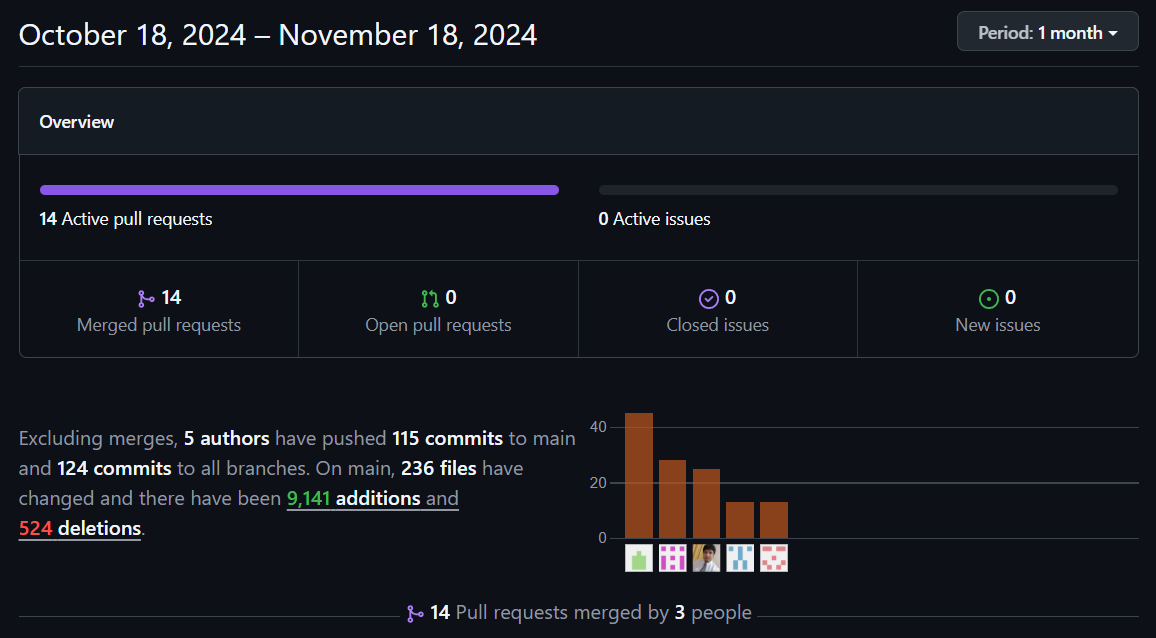 October 18, 2024 – November 18, 2024
Period: 1 month
Overview
14 Active pull requests
0 Active issues
14
Merged pull requests
0
Open pull requests
0
Closed issues
0
New issues
Excluding merges, 5 authors have pushed 115 commits to main
and 124 commits to all branches. On main, 236 files have
changed and there have been 9,141 additions and
524 deletions.
40
20
0
14 Pull requests merged by 3 people